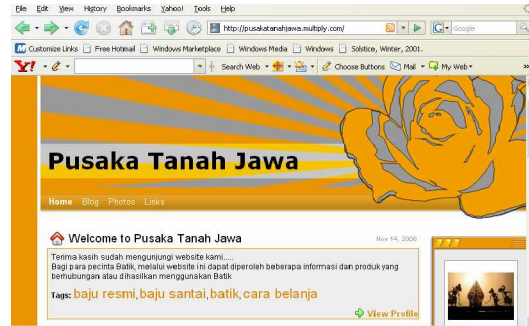 File Edit View History Bookmarks Yahoo! Tools Help
http://pusakatanahjawa.multiply.com/ Google
Customize Links Free Hotmail Windows Marketplace Windows Media Windows Solstice, Winter, 2001.
Y! Search Web Choose Buttons Mail My Web
Pusaka Tanah Jawa
Home Blog Photos Links
Welcome to Pusaka Tanah Jawa Nov 14, 2008
Terima kasih sudah mengunjungi website kami.....
Bagi para pecinta Batik, melalui website ini dapat diperoleh beberapa informasi dan produk yang
berhubungan atau dihasilkan menggunakan Batik
Tags: baju resmi, baju santai, batik, cara belanja
View Profile